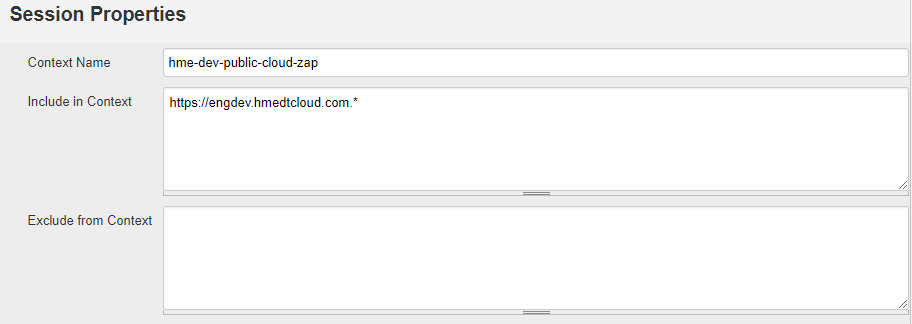 Session Properties
Context Name
hme-dev-public-cloud-zap
Include in Context
https://engdev.hmedtcloud.com.*
Exclude from Context